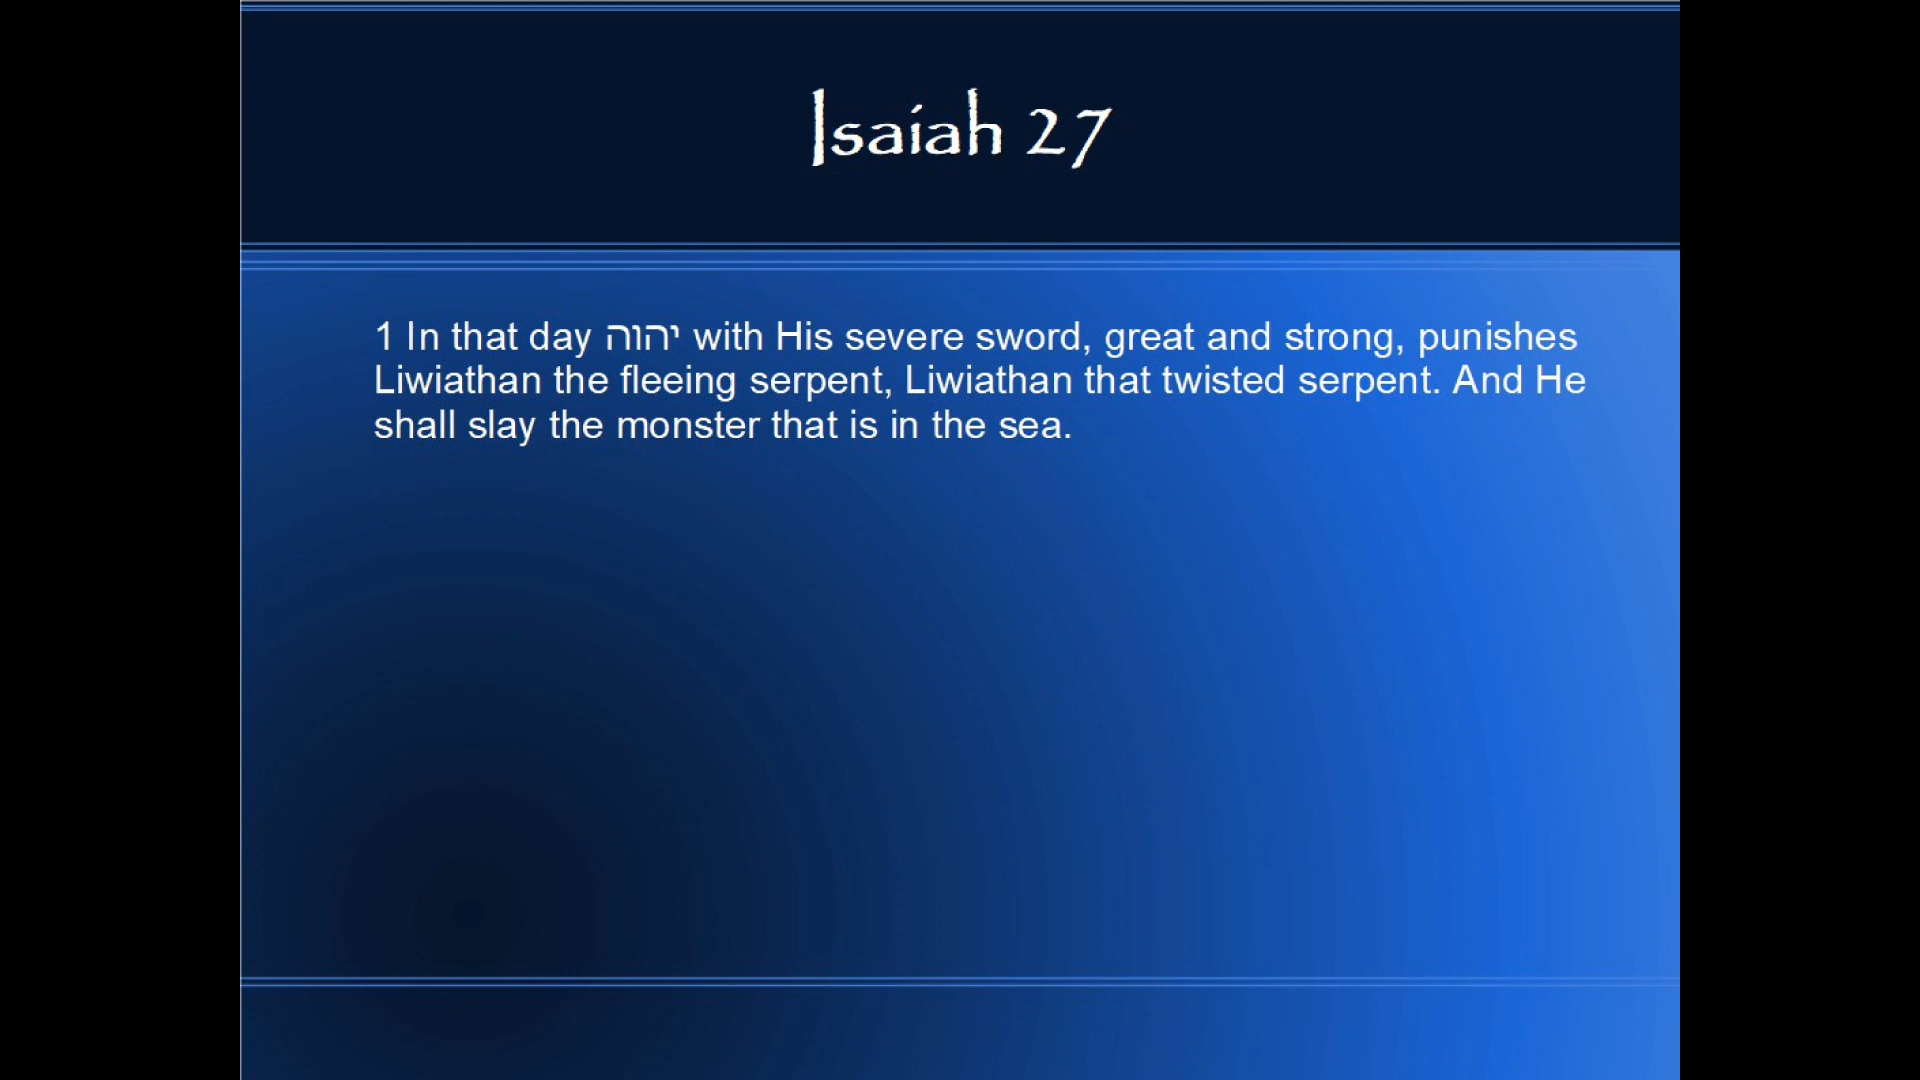 Isaiah 27
1 In that day יהוה with His severe sword, great and strong, punishes
Liwiathan the fleeing serpent, Liwiathan that twisted serpent. And He
shall slay the monster that is in the sea.